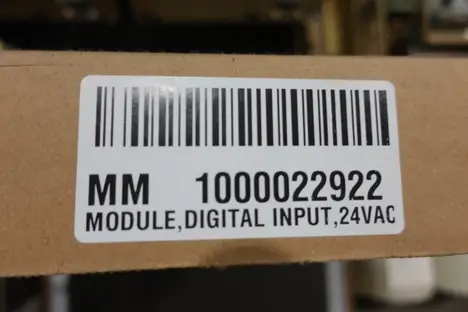 MM 1000022922
MODULE,DIGITAL INPUT,24VAC